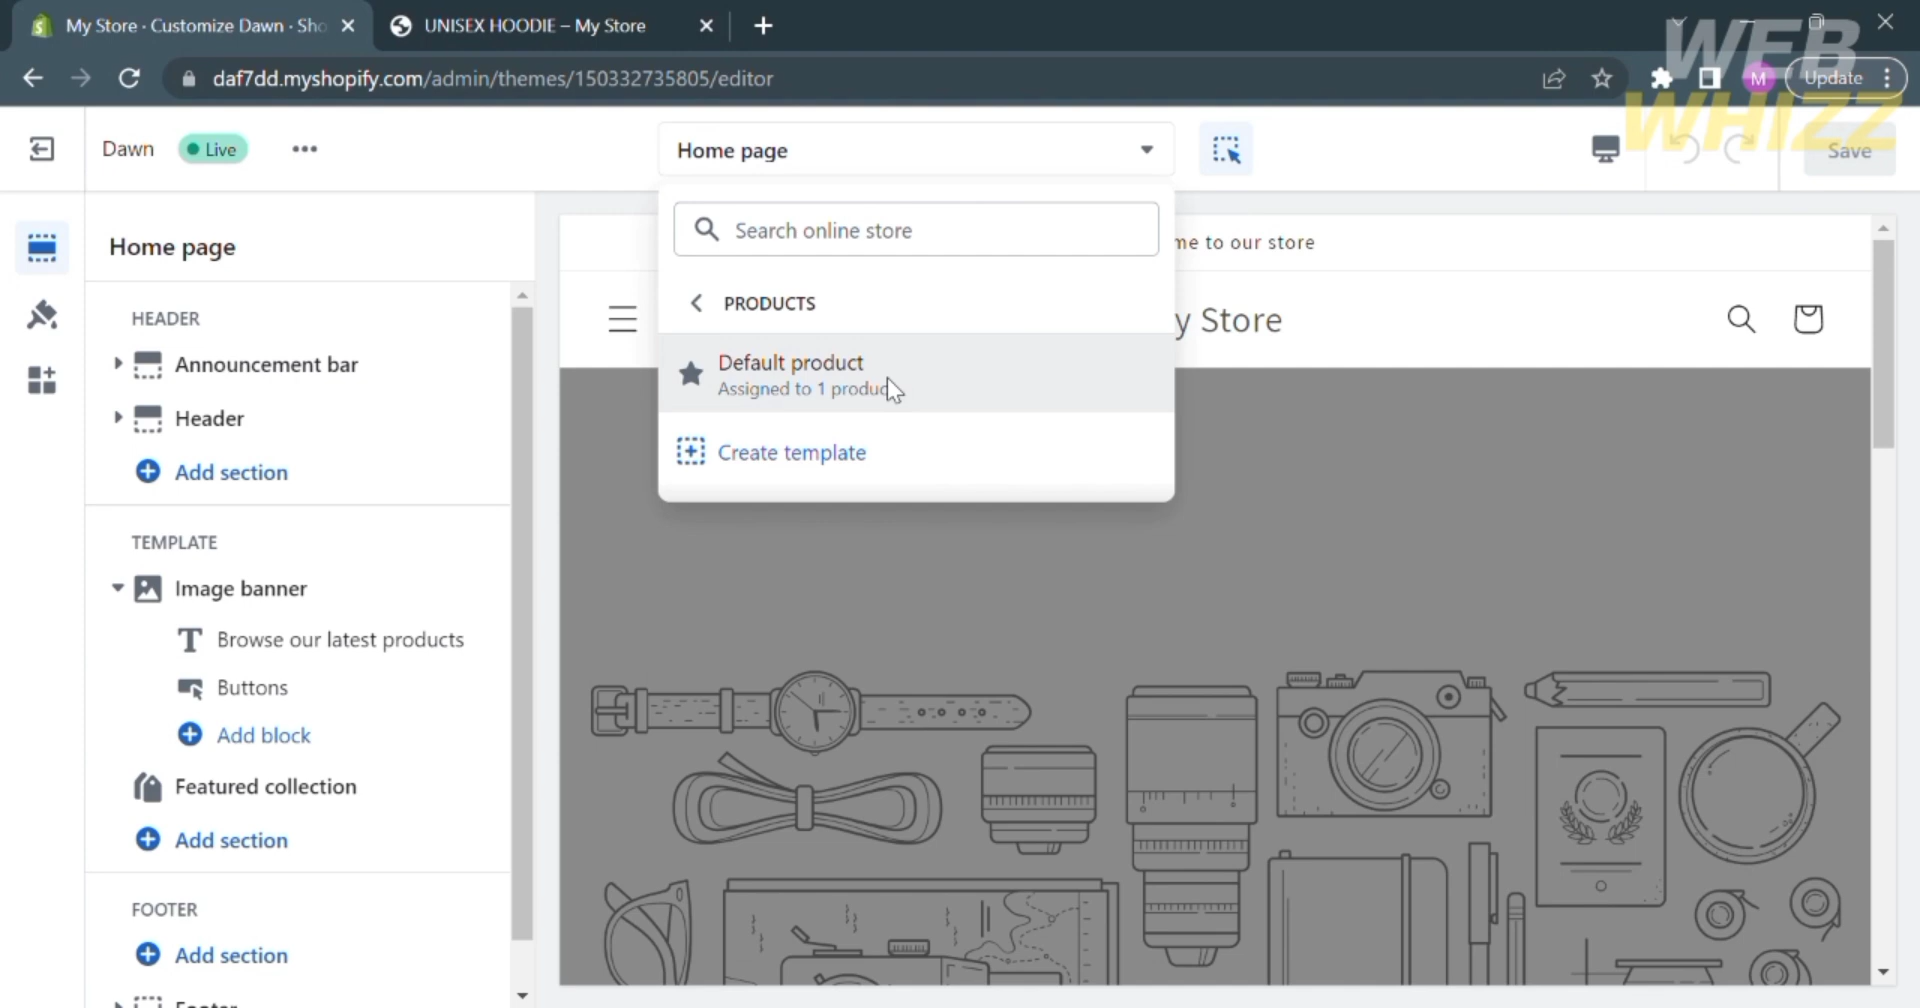 My Store · Customize Dawn · Sho
UNISEX HOODIE – My Store
daf7dd.myshopify.com/admin/themes/150332735805/editor
M
Update
WEB
WHIZZ
Dawn
Live
Home page
Save
Search online store
PRODUCTS
Default product
Assigned to 1 produc
Create template
Home page
HEADER
Announcement bar
Header
Add section
TEMPLATE
Image banner
Browse our latest products
Buttons
Add block
Featured collection
Add section
FOOTER
Add section
Footer
me to our store
y Store